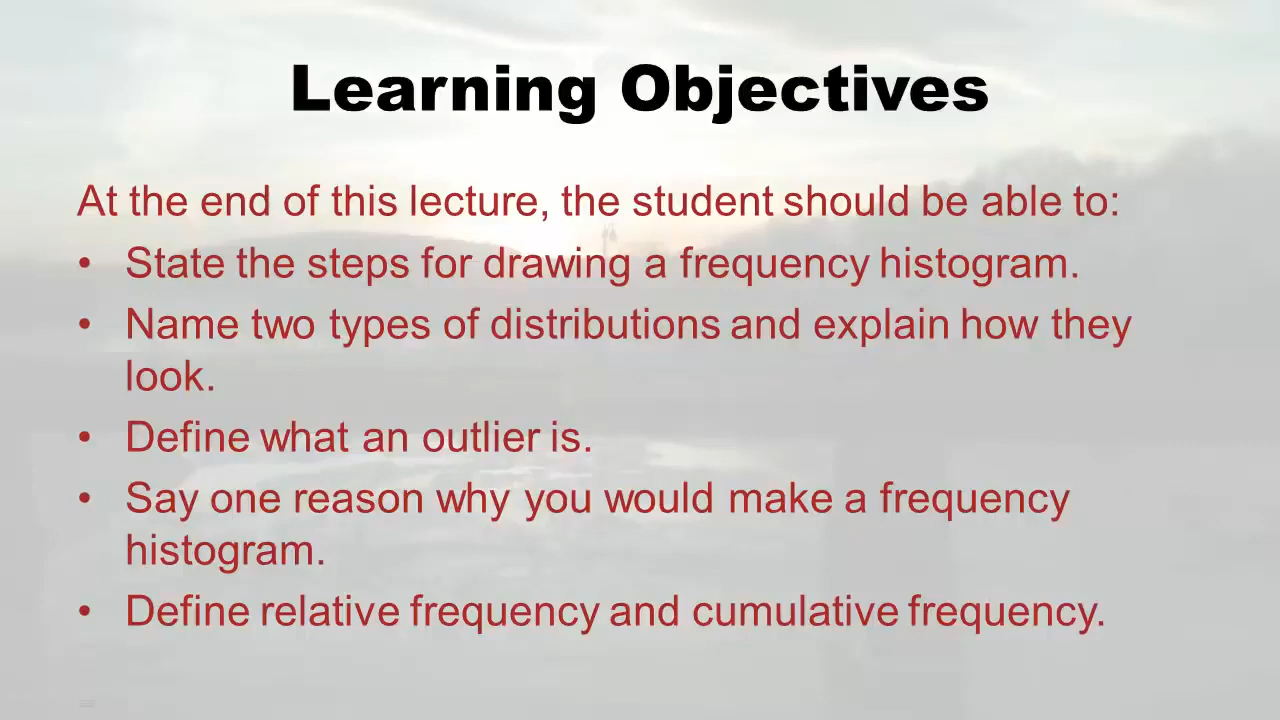 Learning Objectives
At the end of this lecture, the student should be able to:
• State the steps for drawing a frequency histogram.
• Name two types of distributions and explain how they
look.
• Define what an outlier is.
• Say one reason why you would make a frequency
histogram.
• Define relative frequency and cumulative frequency.